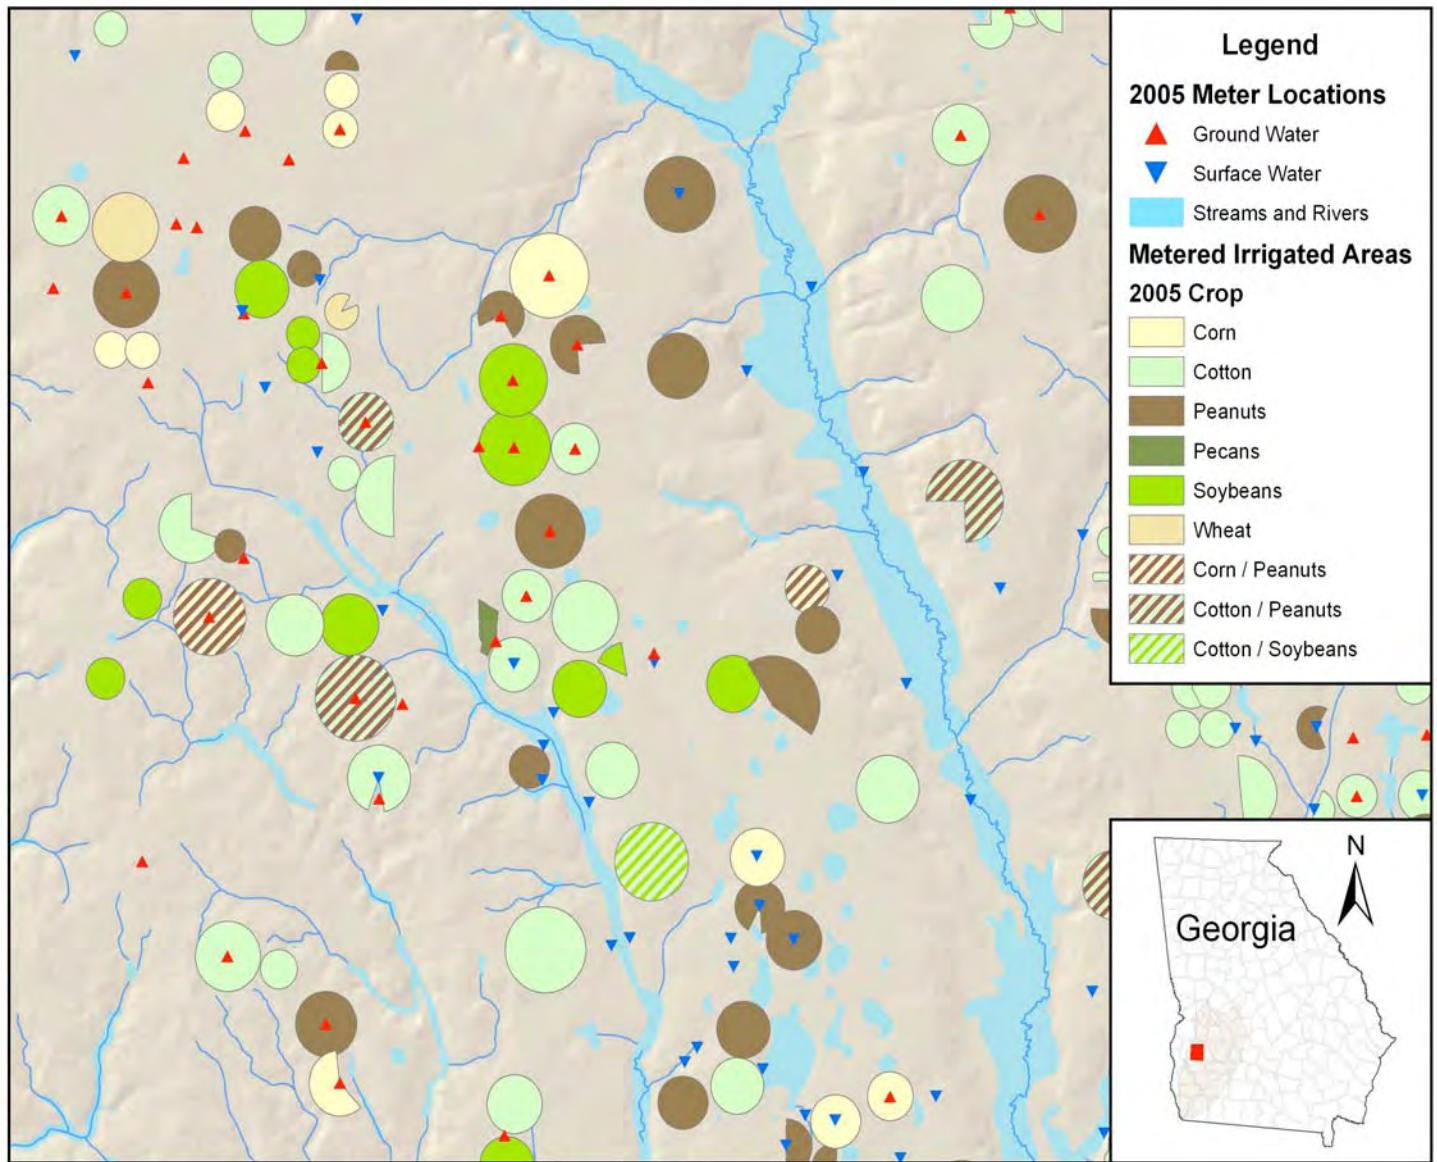 Legend
2005 Meter Locations
Ground Water
Surface Water
Streams and Rivers
Metered Irrigated Areas
2005 Crop
Corn
Cotton
Peanuts
Pecans
Soybeans
Wheat
Corn / Peanuts
Cotton / Peanuts
Cotton / Soybeans
N
Georgia